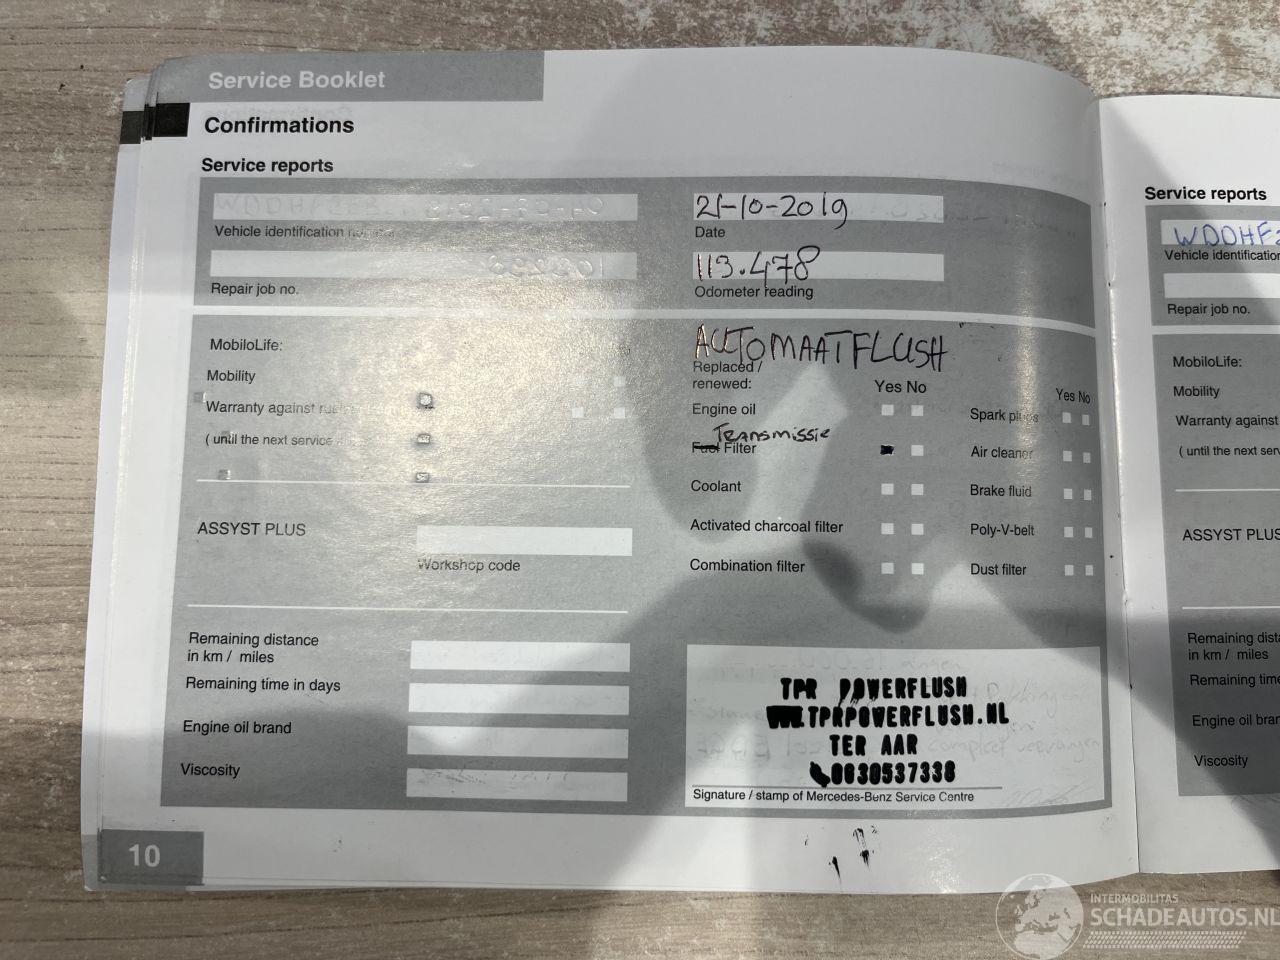 Service Booklet
Confirmations
Service reports
Vehicle identification
Repair job no.
21-10-2019
Date
113.478
Odometer reading
MobiloLife:
Mobility
Warranty against
( until the next service
ASSYST PLUS
Workshop code
Remaining distance
in km / miles
Remaining time in days
Engine oil brand
Viscosity
AUTOMAATFLUSH
Replaced /
renewed:
Yes No
Yes No
Engine oil
Spark plugs
Transmissie
Fuel Filter
Air cleaner
Coolant
Brake fluid
Activated charcoal filter
Poly-V-belt
Combination filter
Dust filter
TPR POWERFLUSH
TPRPOWERFLUSH.NL
TER AAR
0630537338
Signature / stamp of Mercedes-Benz Service Centre
10
Service reports
WDDHF2
Vehicle identification
Repair job no.
MobiloLife:
Mobility
Warranty against
( until the next serv
ASSYST PLUS
Remaining dista
in km / miles
Remaining time
Engine oil bran
Viscosity
INTERMOBILITAS
SCHADEAUTOS.NL